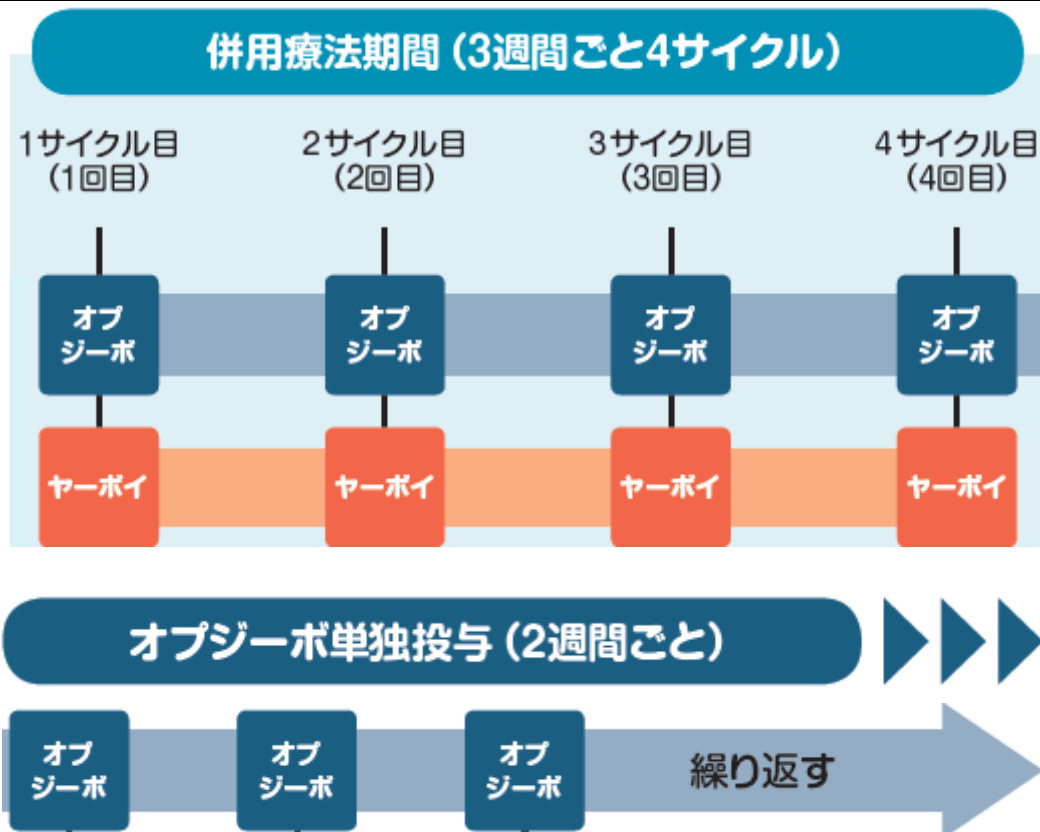 併用療法期間（3週間ごと4サイクル）
1サイクル目
（1回目）
2サイクル目
（2回目）
3サイクル目
（3回目）
4サイクル目
（4回目）
オプ
ジーボ
オプ
ジーボ
オプ
ジーボ
オプ
ジーボ
ヤーボイ
ヤーボイ
ヤーボイ
ヤーボイ
オプジーボ単独投与（2週間ごと）
オプ
ジーボ
オプ
ジーボ
オプ
ジーボ
繰り返す